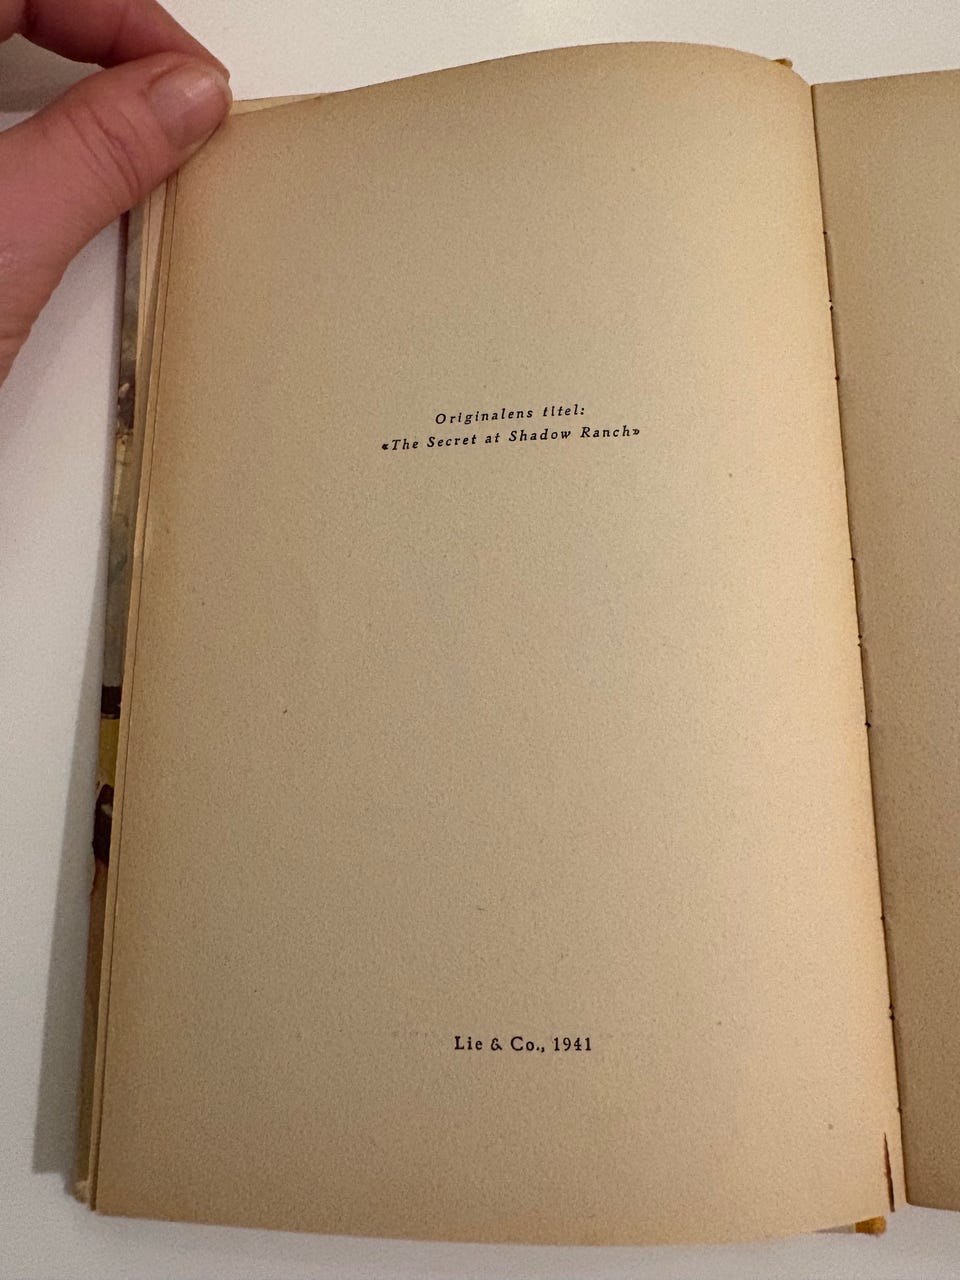 Originalens titel:
«The Secret at Shadow Ranch»
Lie & Co., 1941